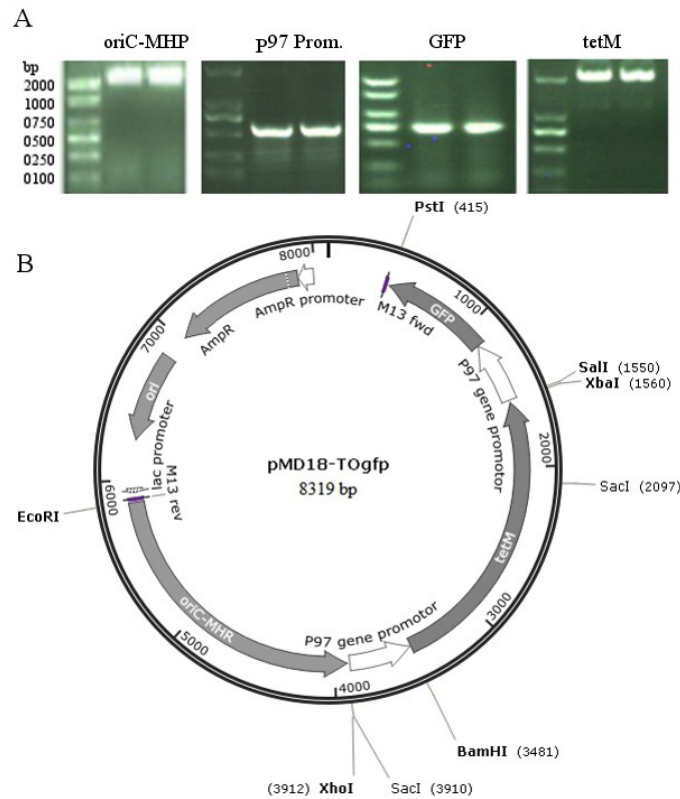 A
oriC-MHP p97 Prom. GFP tetM
bp
2000
1000
0750
0500
0250
0100
B
PstI (415)
8000
AmpR promoter
AmpR
M13 fwd
GFP
1000
P97 gene promotor
SalI (1550)
XbaI (1560)
7000
ori
lac promoter
M13 rev
6000
EcoRI
pMD18-TOgfp
8319 bp
2000
SacI (2097)
tetM
3000
oriC-MHR
5000
P97 gene promotor
4000
BamHI (3481)
(3912) XhoI SacI (3910)